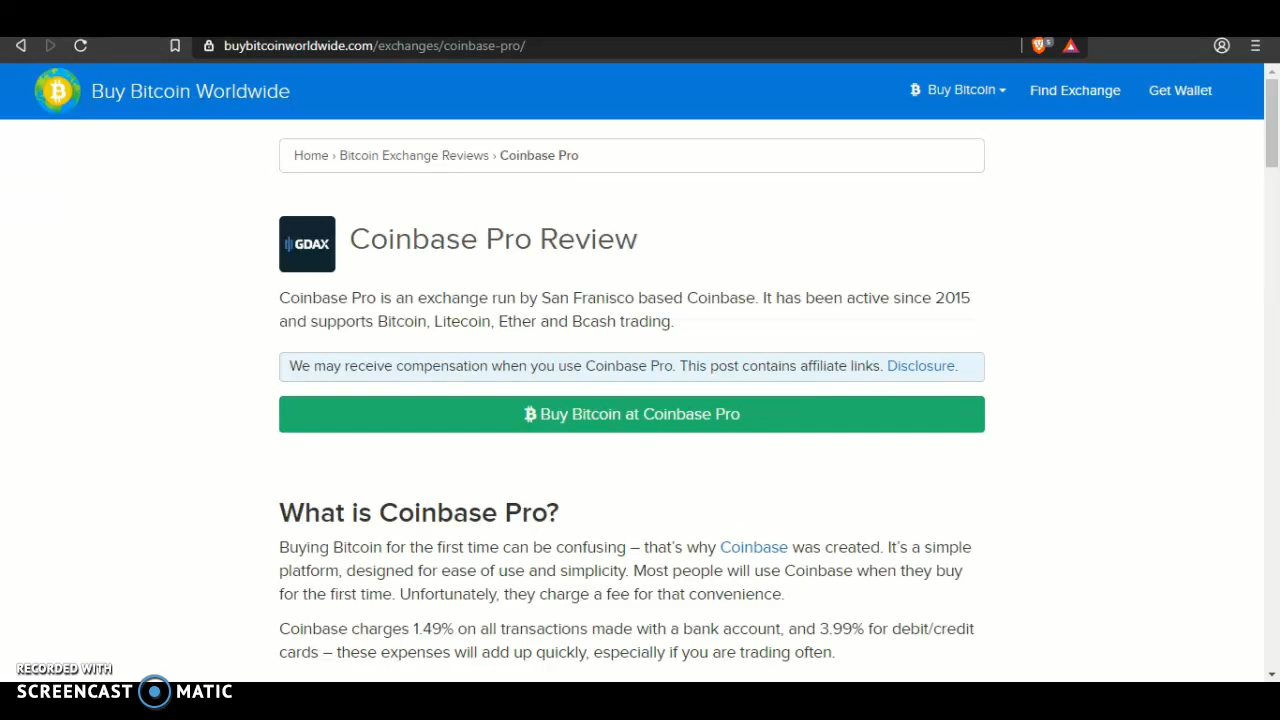 buybitcoinworldwide.com/exchanges/coinbase-pro/
5
Buy Bitcoin Worldwide
Buy Bitcoin
Find Exchange
Get Wallet
Home › Bitcoin Exchange Reviews › Coinbase Pro
GDAX
Coinbase Pro Review
Coinbase Pro is an exchange run by San Franisco based Coinbase. It has been active since 2015
and supports Bitcoin, Litecoin, Ether and Bcash trading.
We may receive compensation when you use Coinbase Pro. This post contains affiliate links. Disclosure.
Buy Bitcoin at Coinbase Pro
What is Coinbase Pro?
Buying Bitcoin for the first time can be confusing – that's why Coinbase was created. It's a simple
platform, designed for ease of use and simplicity. Most people will use Coinbase when they buy
for the first time. Unfortunately, they charge a fee for that convenience.
Coinbase charges 1.49% on all transactions made with a bank account, and 3.99% for debit/credit
cards – these expenses will add up quickly, especially if you are trading often.
RECORDED WITH
SCREENCAST MATIC